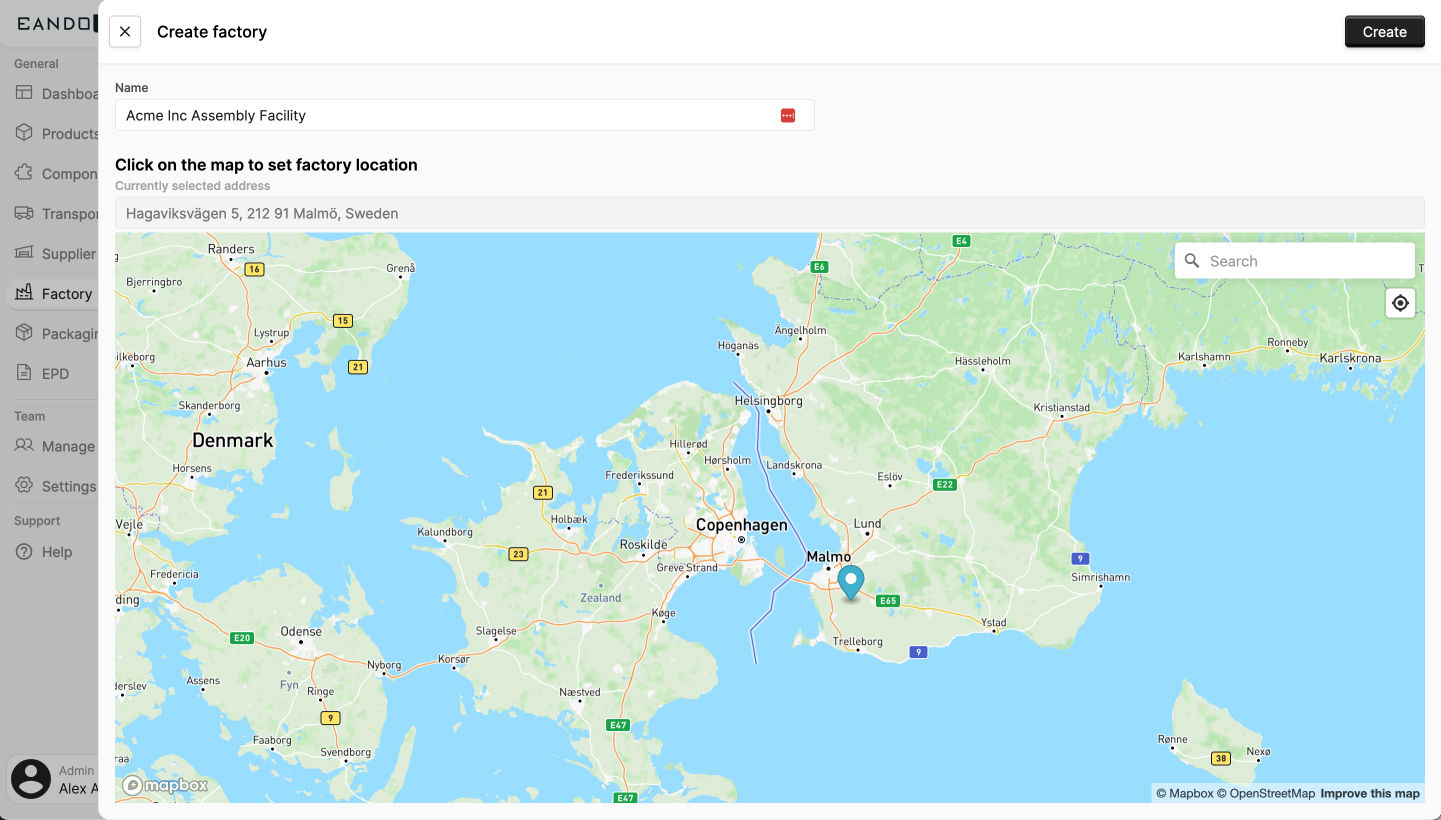 EANDO
Create factory
Create
General
Dashboa
Products
Compon
Transpor
Supplier
Factory
Packagin
EPD
Team
Manage
Settings
Support
Help
Admin
Alex A
Name
Acme Inc Assembly Facility
Click on the map to set factory location
Currently selected address
Hagaviksvägen 5, 212 91 Malmö, Sweden
Search
Randers
16
E4
E6
Grenå
Bjerringbro
15
Ängelholm
Lystrup
Höganäs
Ronneby
ilkeborg
Aarhus
21
Hässleholm
Karlshamn
Karlskrona
Skanderborg
Helsingborg
Kristianstad
Denmark
Hillerød
Hørsholm
Landskrona
Horsens
Frederikssund
Eslöv
E22
21
Vejle
Holbæk
Copenhagen
Lund
Kalundborg
Roskilde
23
Malmo
9
Greve Strand
Simrishamn
Fredericia
ding
Zealand
E65
Køge
Ystad
E20
Odense
Slagelse
Trelleborg
9
Nyborg
Korsør
Assens
derslev
Fyn
Ringe
Næstved
9
E47
Faaborg
Svendborg
Rønne
Nexø
38
raa
mapbox
E47
© Mapbox © OpenStreetMap Improve this map